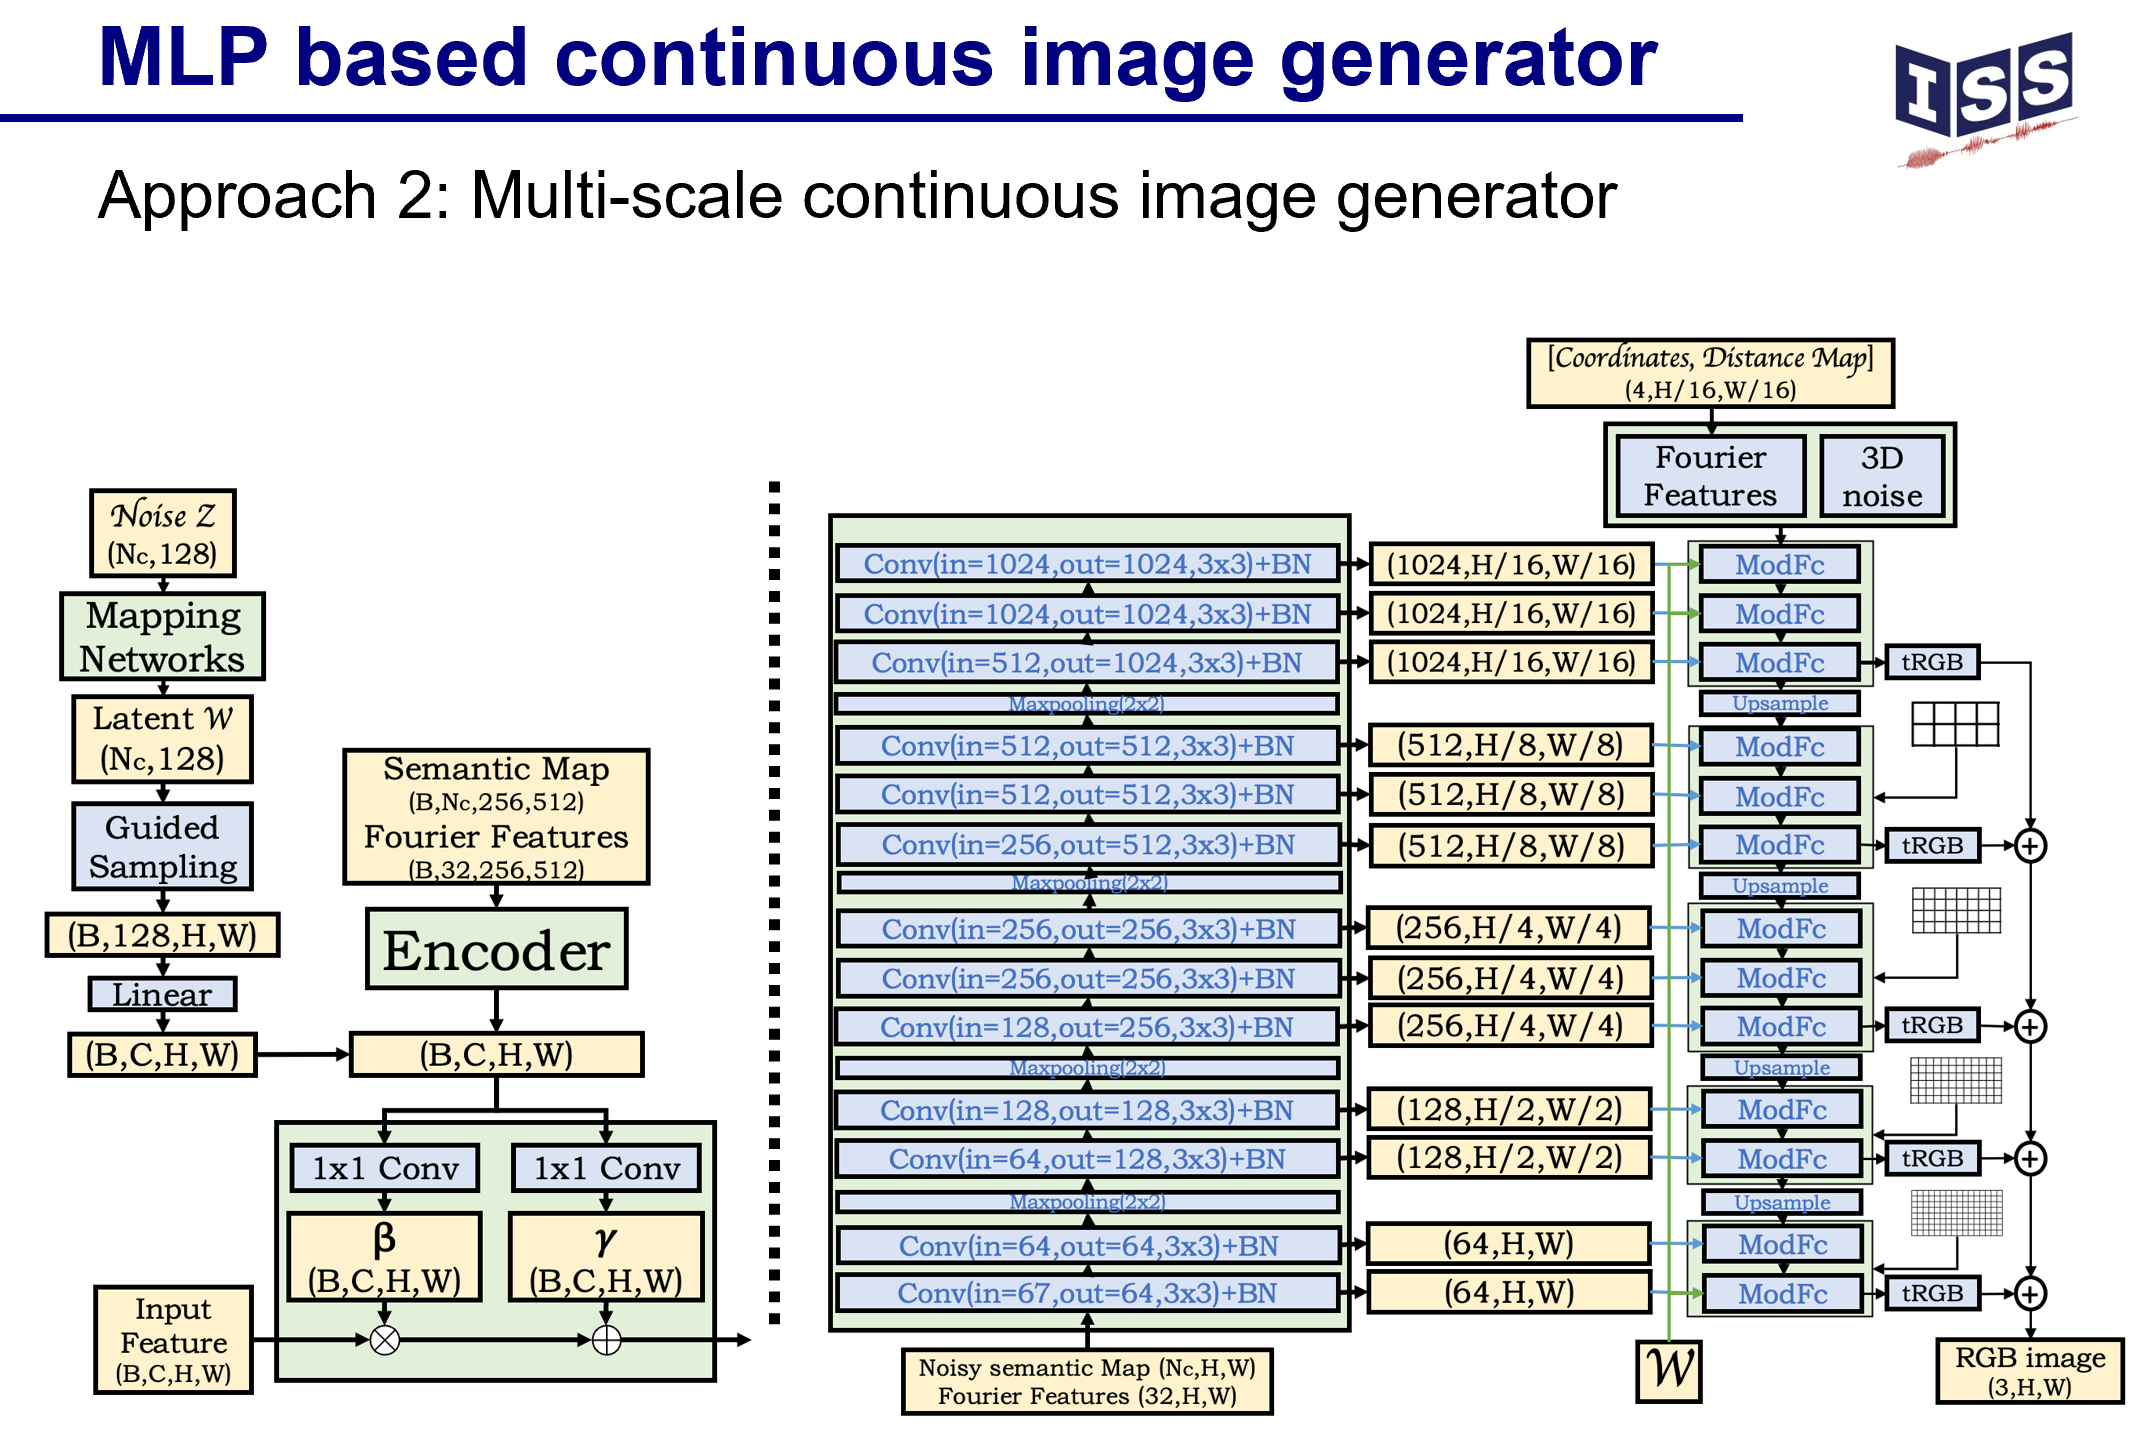 MLP based continuous image generator
ISS
Approach 2: Multi-scale continuous image generator
Noise Z
(Nc,128)
Mapping
Networks
Latent W
(Nc,128)
Guided
Sampling
(B,128,H,W)
Linear
(B,C,H,W)
Semantic Map
(B,Nc,256,512)
Fourier Features
(B,32,256,512)
Encoder
(B,C,H,W)
1x1 Conv
1x1 Conv
β
(B,C,H,W)
γ
(B,C,H,W)
Input
Feature
(B,C,H,W)
[Coordinates, Distance Map]
(4,H/16,W/16)
Fourier
Features
3D
noise
Conv(in=1024,out=1024,3x3)+BN
(1024,H/16,W/16)
ModFc
Conv(in=1024,out=1024,3x3)+BN
(1024,H/16,W/16)
ModFc
Conv(in=512,out=1024,3x3)+BN
(1024,H/16,W/16)
ModFc
tRGB
Maxpooling(2x2)
Upsample
Conv(in=512,out=512,3x3)+BN
(512,H/8,W/8)
ModFc
Conv(in=512,out=512,3x3)+BN
(512,H/8,W/8)
ModFc
Conv(in=256,out=512,3x3)+BN
(512,H/8,W/8)
ModFc
tRGB
Maxpooling(2x2)
Upsample
Conv(in=256,out=256,3x3)+BN
(256,H/4,W/4)
ModFc
Conv(in=256,out=256,3x3)+BN
(256,H/4,W/4)
ModFc
Conv(in=128,out=256,3x3)+BN
(256,H/4,W/4)
ModFc
tRGB
Maxpooling(2x2)
Upsample
Conv(in=128,out=128,3x3)+BN
(128,H/2,W/2)
ModFc
Conv(in=64,out=128,3x3)+BN
(128,H/2,W/2)
ModFc
tRGB
Maxpooling(2x2)
Upsample
Conv(in=64,out=64,3x3)+BN
(64,H,W)
ModFc
Conv(in=67,out=64,3x3)+BN
(64,H,W)
ModFc
tRGB
Noisy semantic Map (Nc,H,W)
Fourier Features (32,H,W)
W
RGB image
(3,H,W)